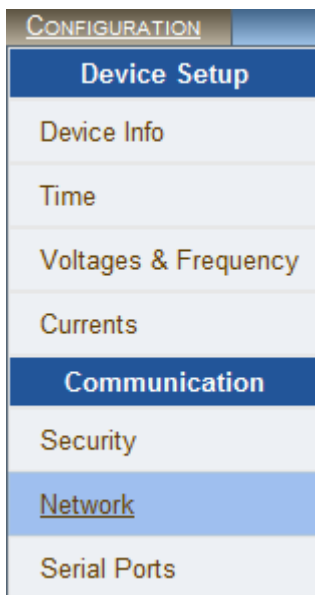 CONFIGURATION
Device Setup
Device Info
Time
Voltages & Frequency
Currents
Communication
Security
Network
Serial Ports